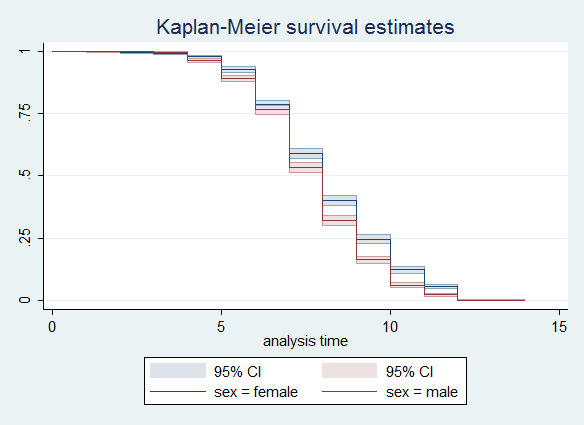 Kaplan-Meier survival estimates
1
.75
.5
.25
0
0 5 10 15
analysis time
95% CI 95% CI
sex = female sex = male